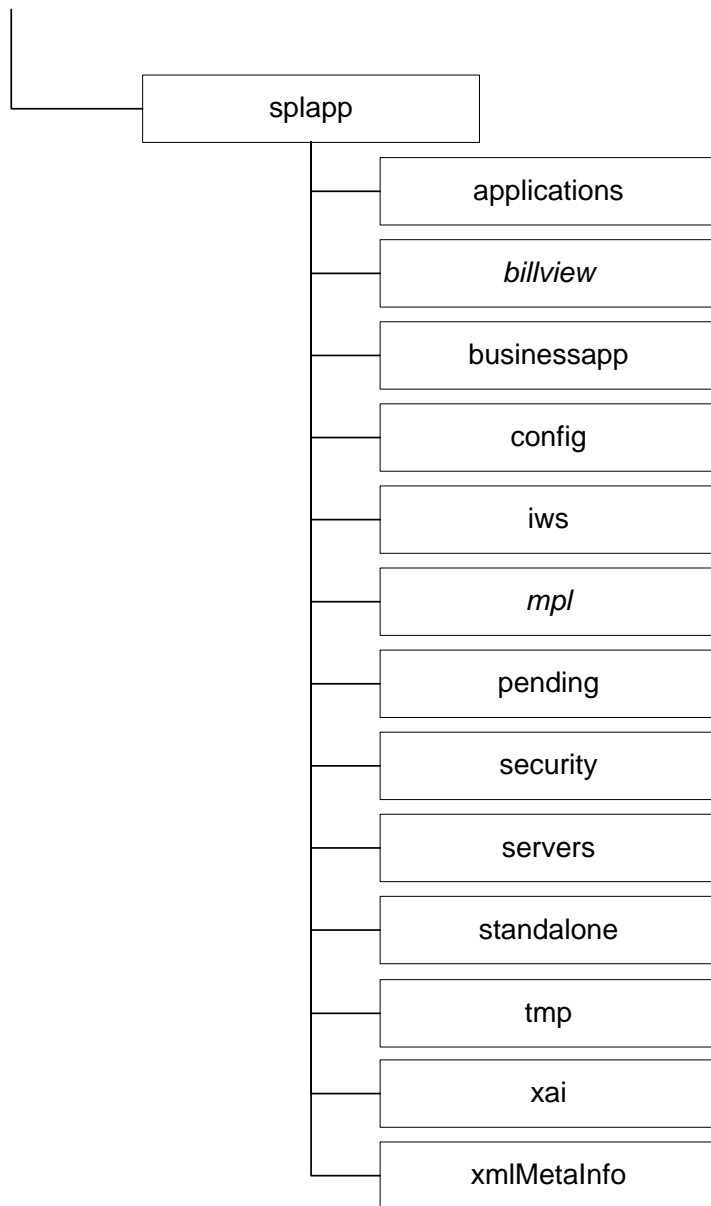 splapp
applications
billview
businessapp
config
iws
mpl
pending
security
servers
standalone
tmp
xai
xmlMetaInfo